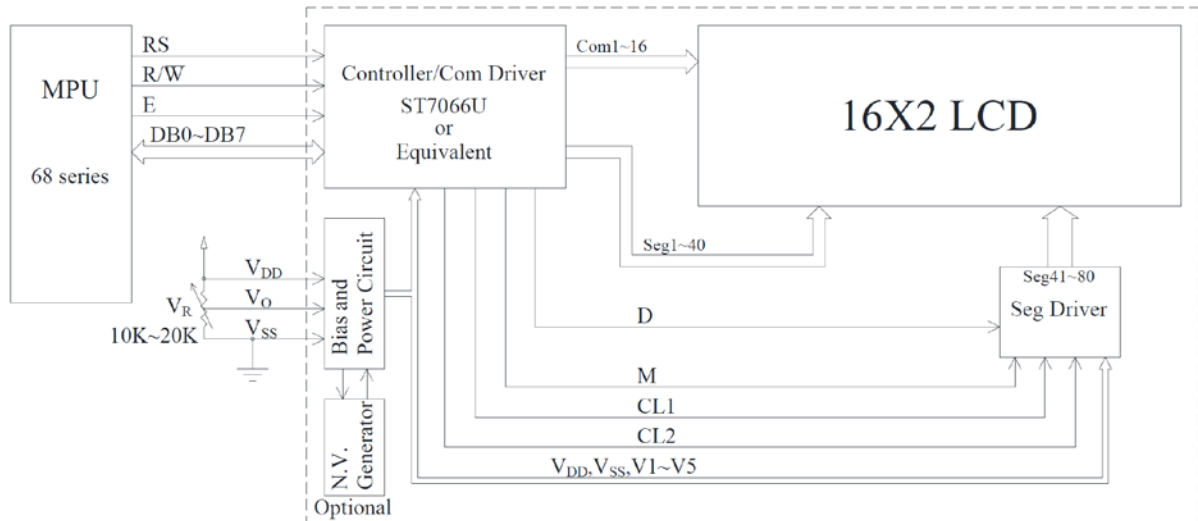 MPU
68 series
RS
R/W̅
E
DB0~DB7
Controller/Com Driver
ST7066U
or
Equivalent
Com1~16
16X2 LCD
Seg1~40
Seg41~80
Seg Driver
VDD
VO
VSS
VR
10K~20K
Bias and
Power Circuit
N.V.
Generator
Optional
D
M
CL1
CL2
VDD,VSS,V1~V5